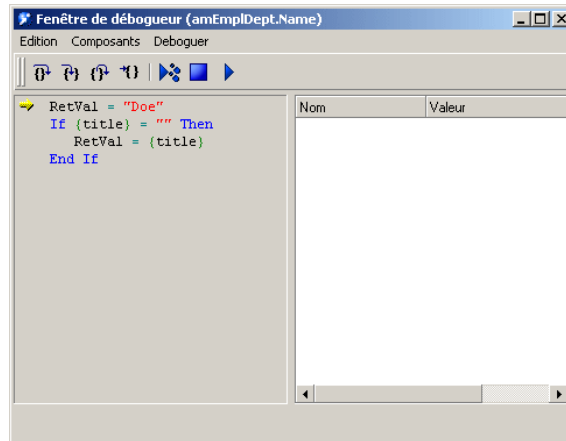 Fenêtre de débogueur (amEmplDept.Name)
Edition Composants Deboguer
RetVal = "Doe"
If {title} = "" Then
RetVal = {title}
End If
Nom Valeur